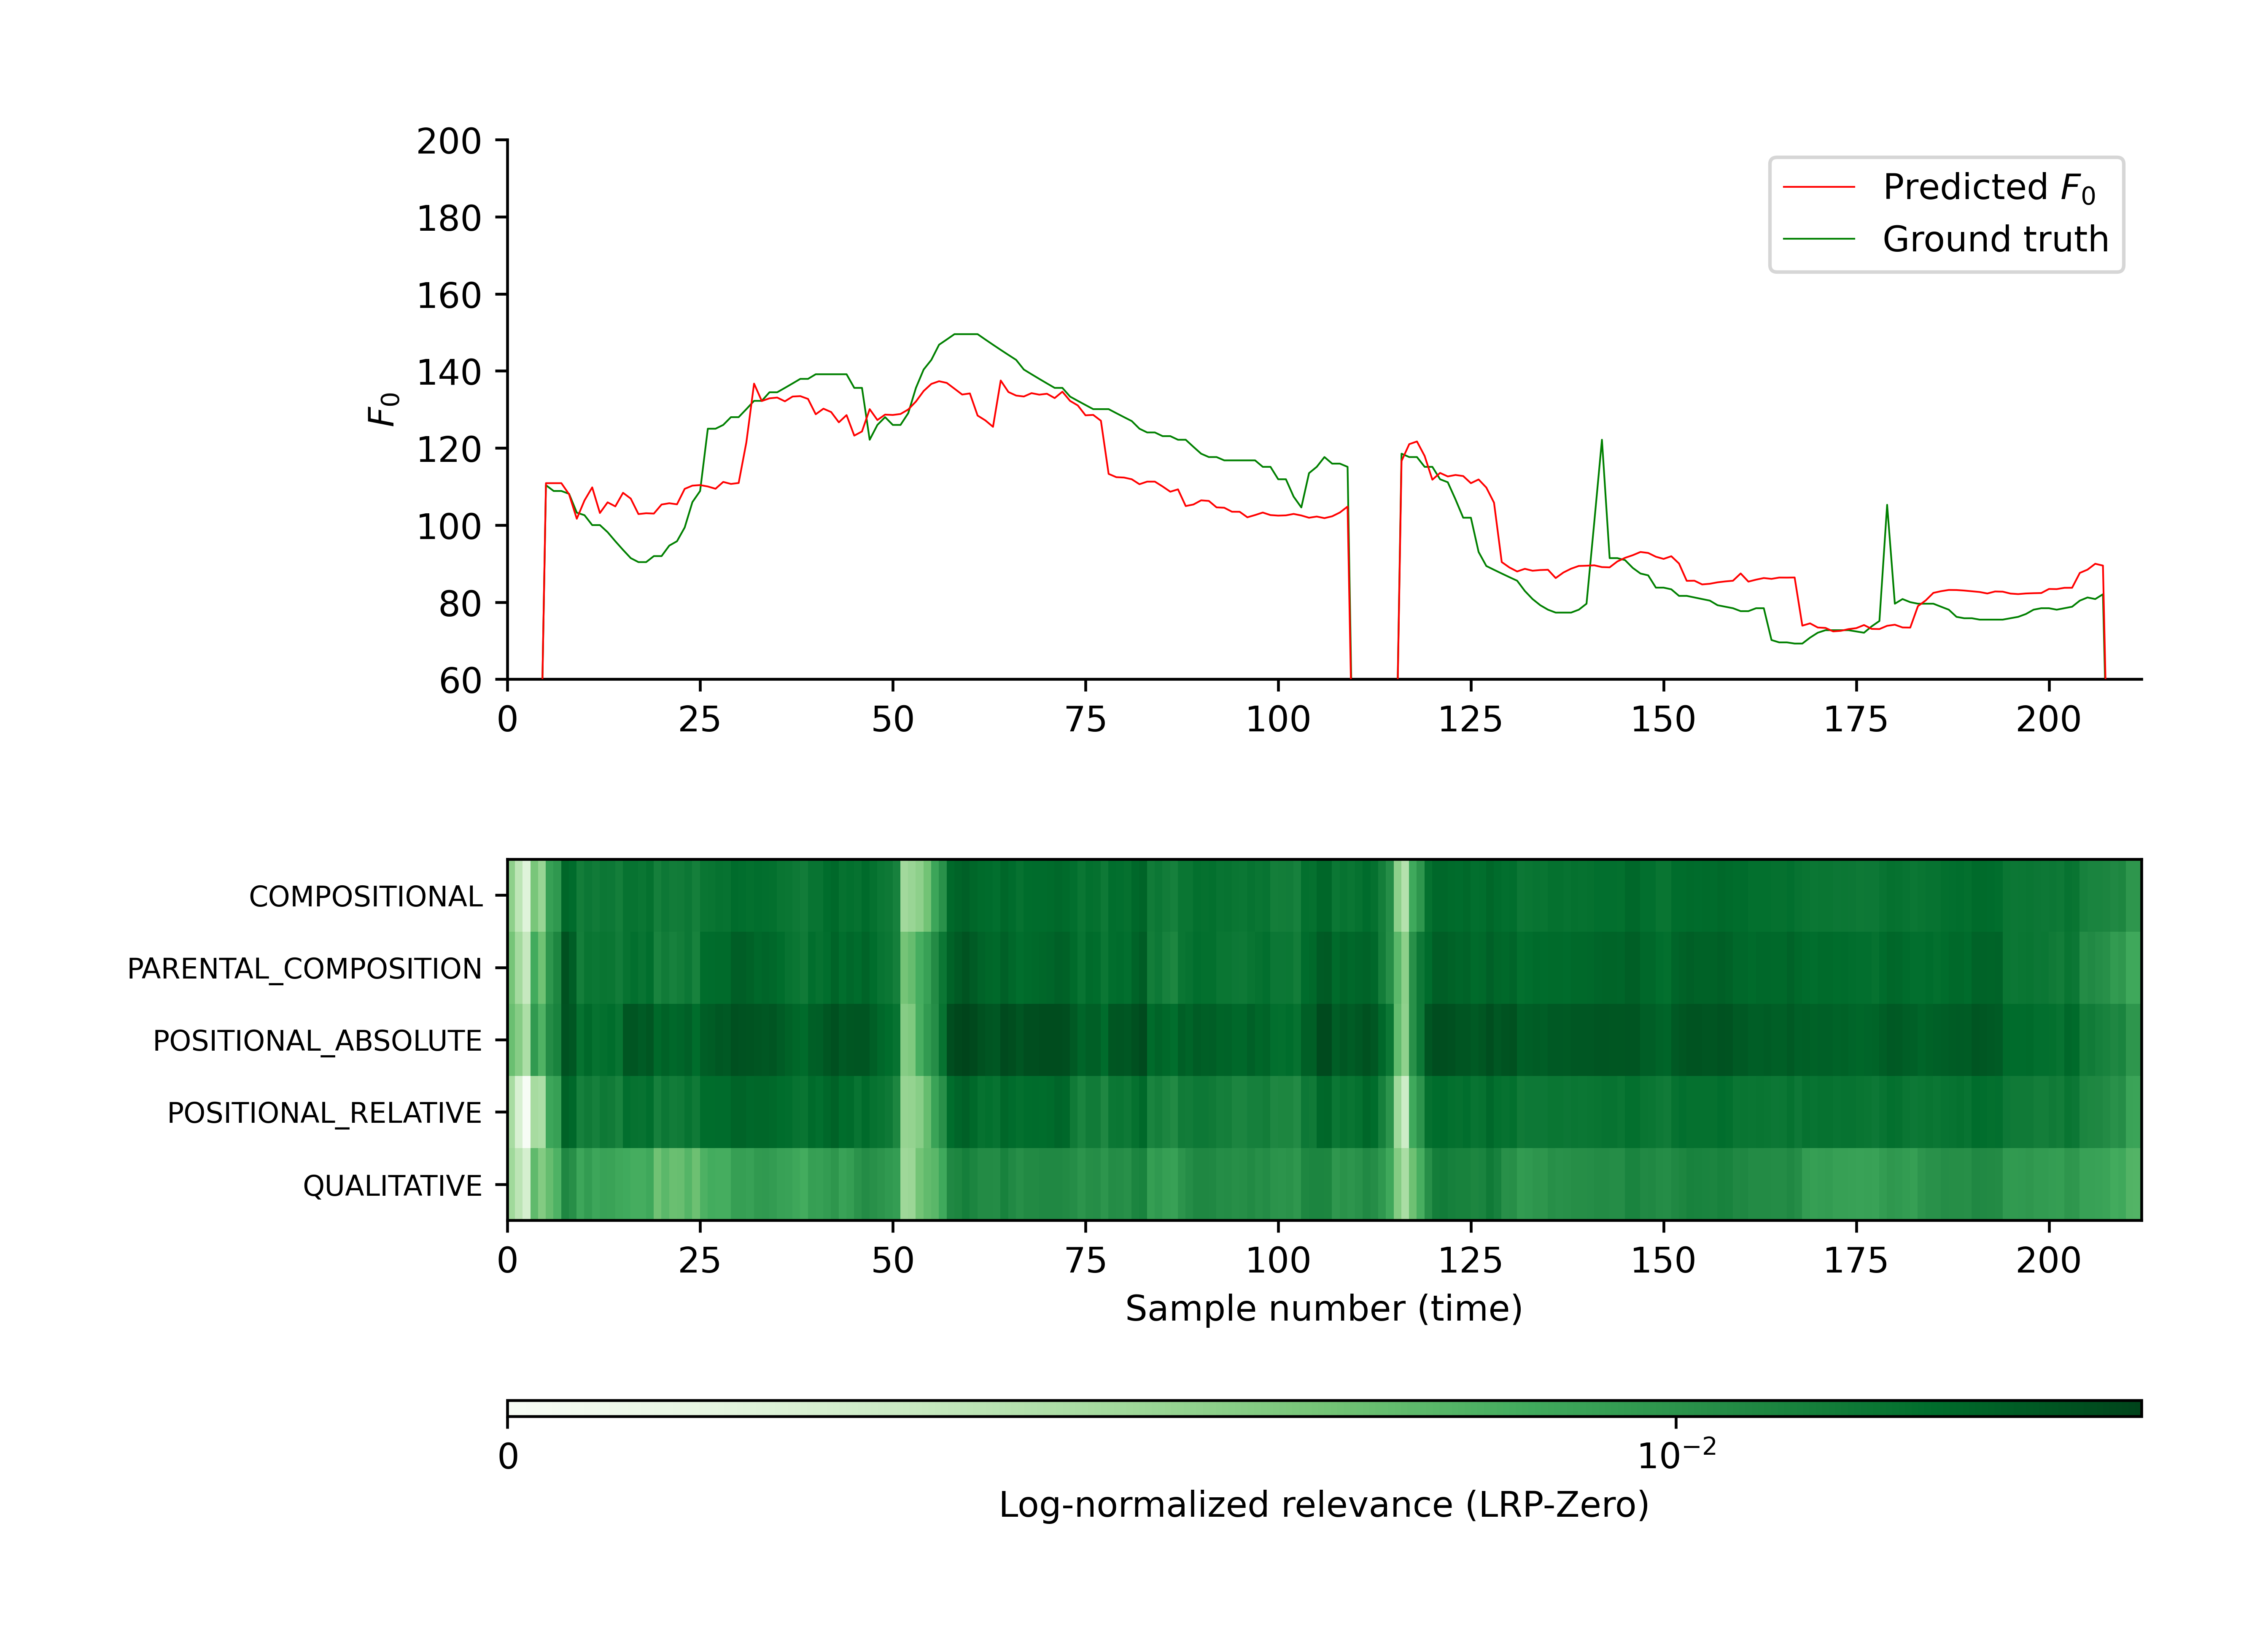 200
180
160
140
120
100
80
60
F₀
Predicted F₀
Ground truth
0 25 50 75 100 125 150 175 200
COMPOSITIONAL
PARENTAL_COMPOSITION
POSITIONAL_ABSOLUTE
POSITIONAL_RELATIVE
QUALITATIVE
0 25 50 75 100 125 150 175 200
Sample number (time)
0 10⁻²
Log-normalized relevance (LRP-Zero)